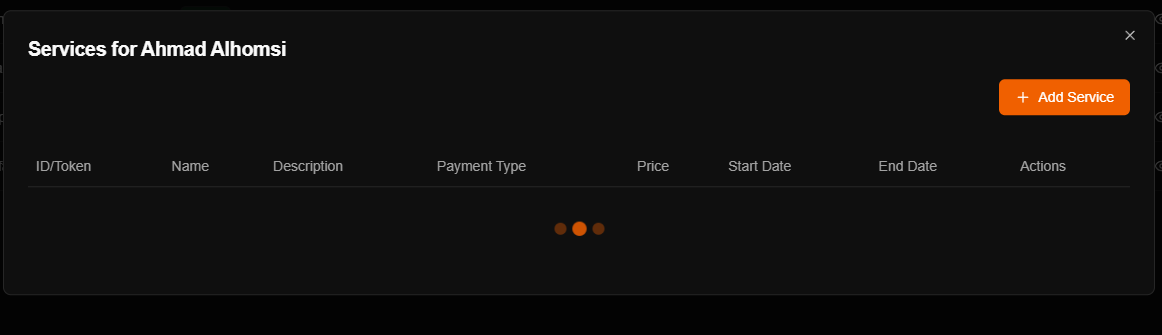 Services for Ahmad Alhomsi
Add Service
ID/Token Name Description Payment Type Price Start Date End Date Actions